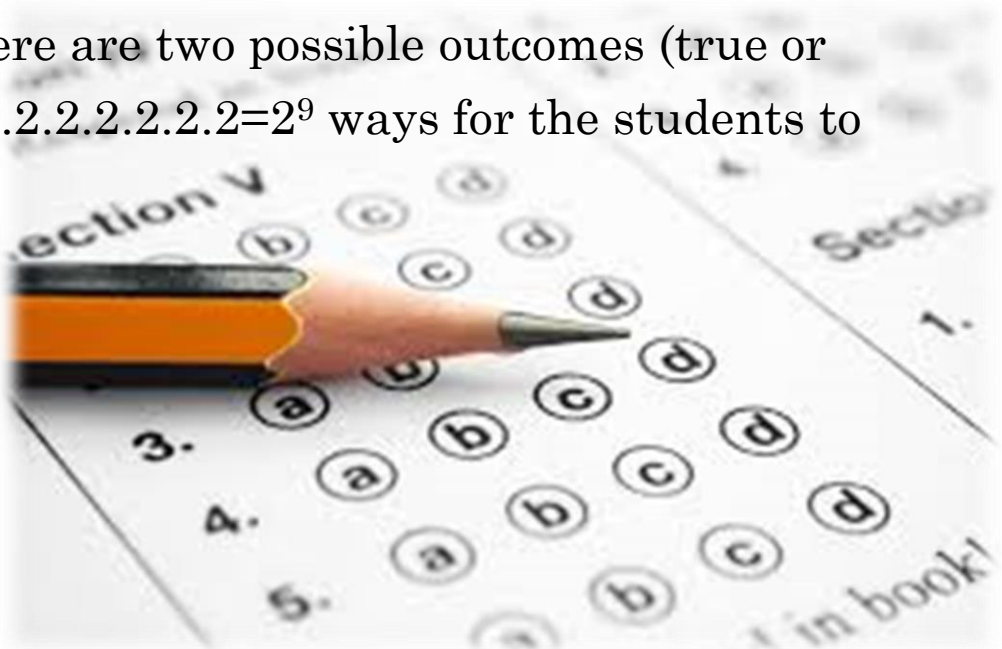 ere are two possible outcomes (true or
.2.2.2.2.2.2=2⁹ ways for the students to
ection V
d
c
b
d
c
d
d
c
b
3. a b c d
4. a b c d
5. a b c d
a b
Sectio
1.
in book!